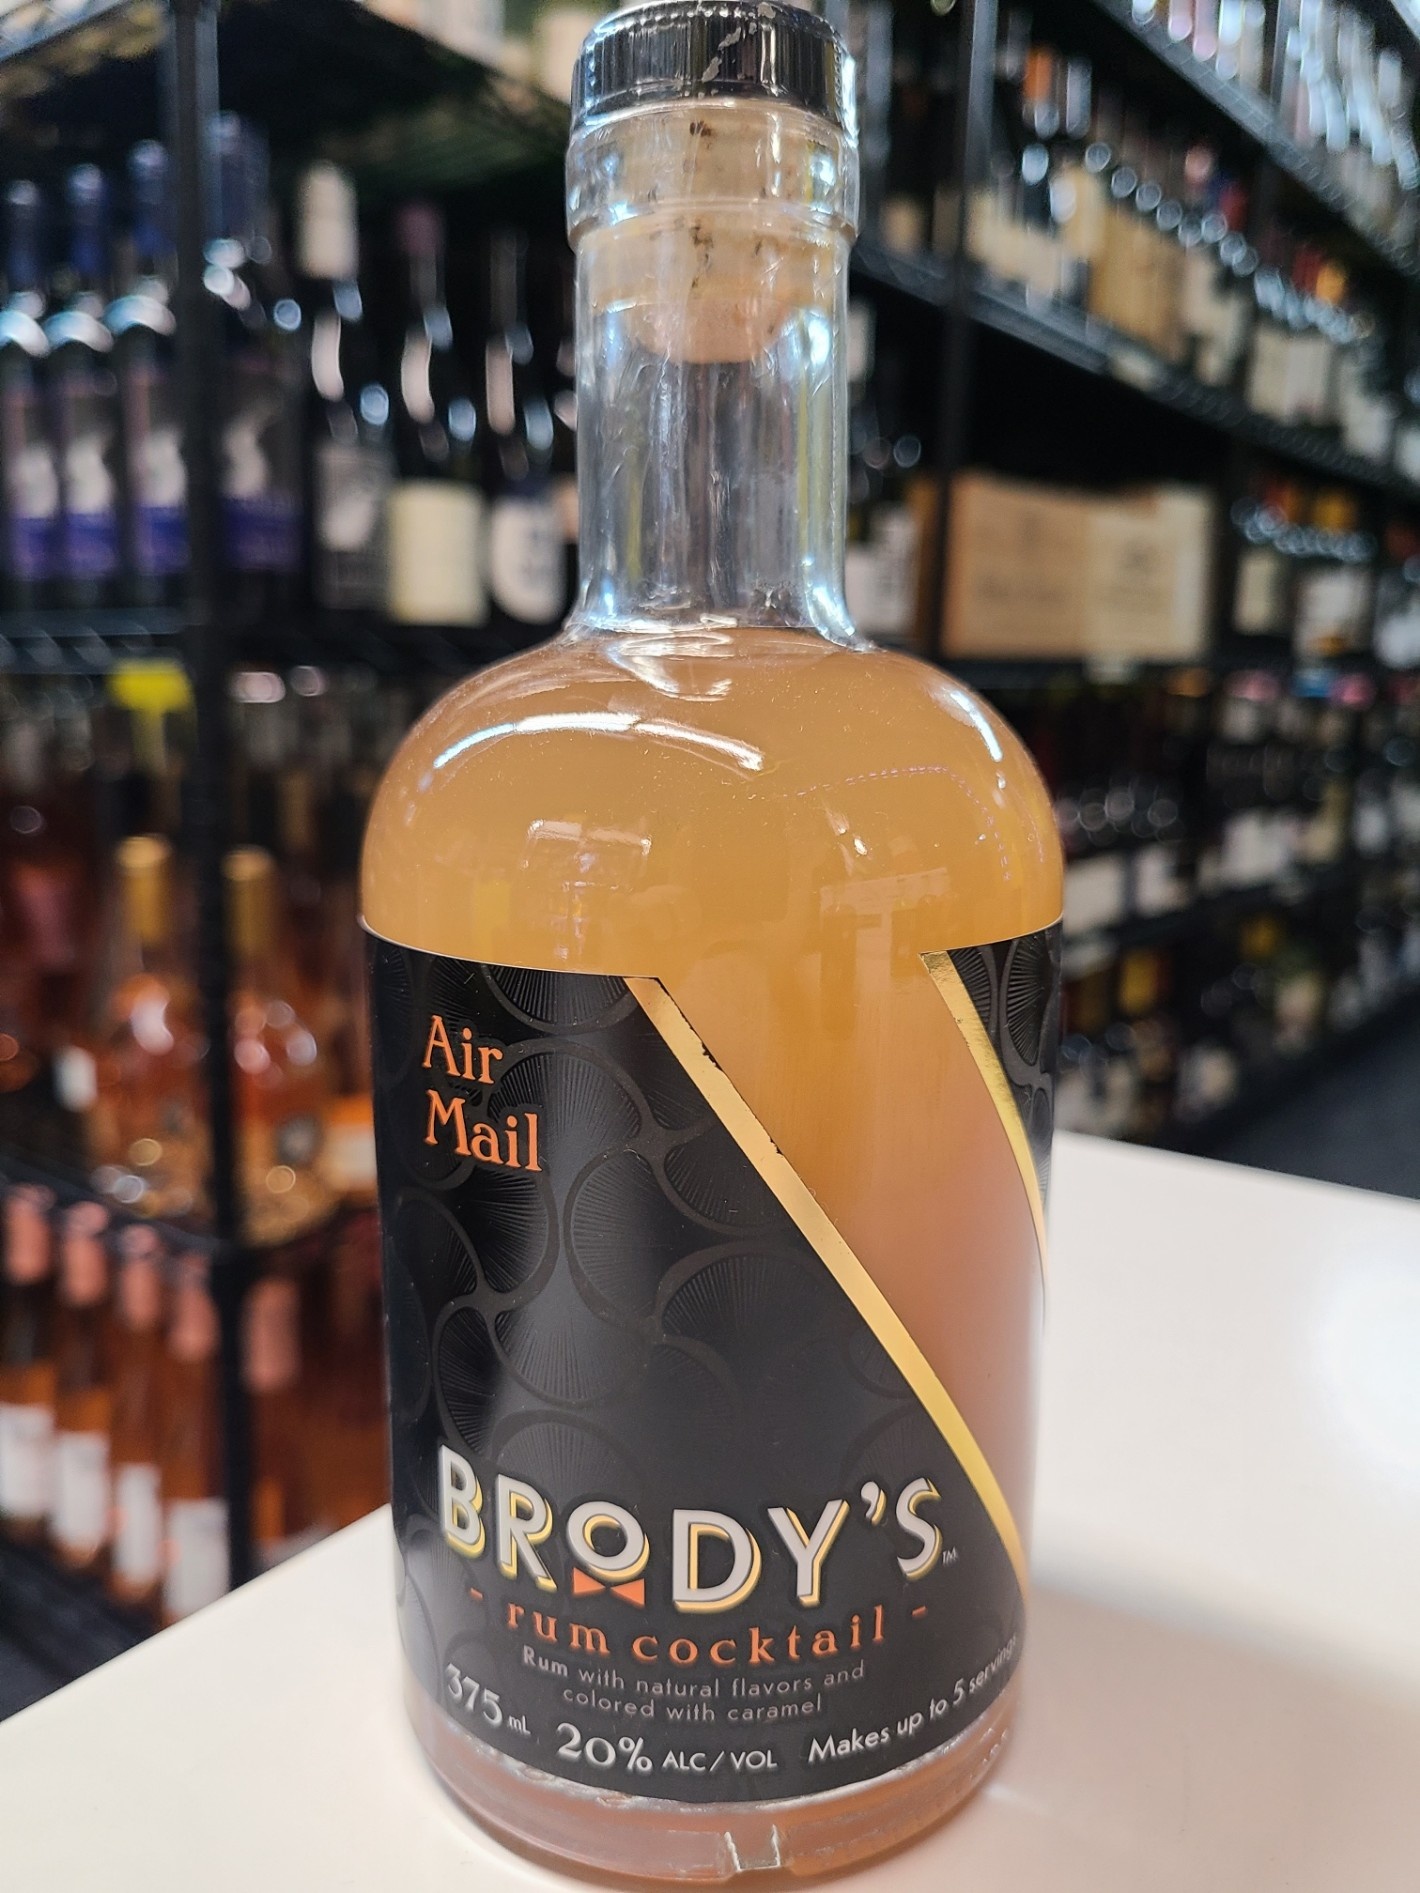 Air
Mail
BRODY'S TM
- rum cocktail -
Rum with natural flavors and
colored with caramel
375 mL 20% ALC/VOL Makes up to 5 servings